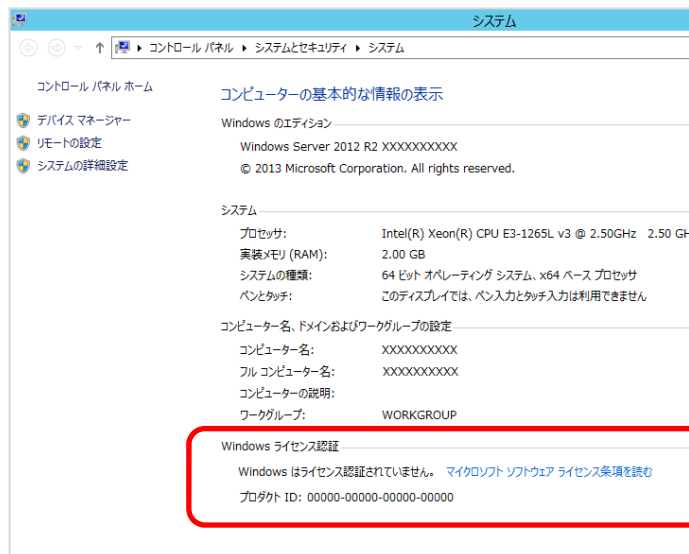 システム
コントロール パネル システムとセキュリティ システム
コントロール パネル ホーム
デバイス マネージャー
リモートの設定
システムの詳細設定
コンピューターの基本的な情報の表示
Windows のエディション
Windows Server 2012 R2 XXXXXXXXXX
© 2013 Microsoft Corporation. All rights reserved.
システム
プロセッサ: Intel(R) Xeon(R) CPU E3-1265L v3 @ 2.50GHz 2.50 GH
実装メモリ (RAM): 2.00 GB
システムの種類: 64 ビット オペレーティング システム、x64 ベース プロセッサ
ペンとタッチ: このディスプレイでは、ペン入力とタッチ入力は利用できません
コンピューター名、ドメインおよびワークグループの設定
コンピューター名: XXXXXXXXXX
フル コンピューター名: XXXXXXXXXX
コンピューターの説明:
ワークグループ: WORKGROUP
Windows ライセンス認証
Windows はライセンス認証されていません。 マイクロソフト ソフトウェア ライセンス条項を読む
プロダクト ID: 00000-00000-00000-00000